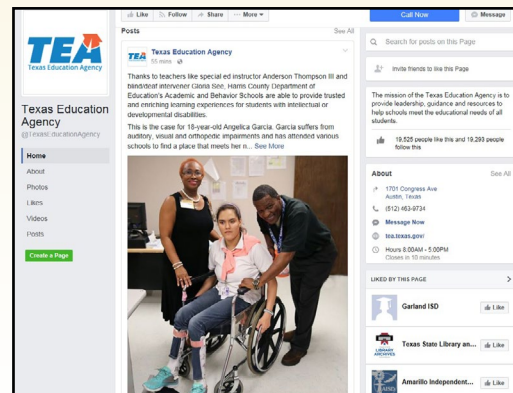 TEA
Texas Education Agency
Texas Education
Agency
@TexasEducationAgency
Home
About
Photos
Likes
Videos
Posts
Create a Page
Like
Follow
Share
More
Posts
See All
Texas Education Agency
55 mins
Thanks to teachers like special ed instructor Anderson Thompson III and
blind/deaf intervener Gloria See, Harris County Department of
Education's Academic and Behavior Schools are able to provide trusted
and enriching learning experiences for students with intellectual or
developmental disabilities.
This is the case for 18-year-old Angelica Garcia. Garcia suffers from
auditory, visual and orthopedic impairments and has attended various
schools to find a place that meets her n... See More
Call Now
Message
Search for posts on this Page
Invite friends to like this Page
The mission of the Texas Education Agency is to
provide leadership, guidance and resources to
help schools meet the educational needs of all
students.
19,525 people like this and 19,293 people
follow this
About
See All
1701 Congress Ave
Austin, Texas
(512) 463-9734
Message Now
tea.texas.gov/
Hours 8:00AM - 5:00PM
Closes in 18 minutes
LIKED BY THIS PAGE
Garland ISD
Like
Texas State Library an...
Like
Amarillo Independent...
Like